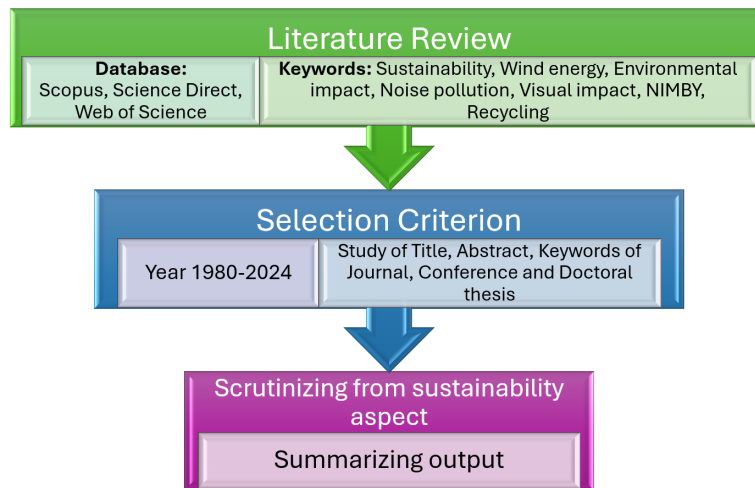 Literature Review
Database:
Scopus, Science Direct,
Web of Science
Keywords: Sustainability, Wind energy, Environmental
impact, Noise pollution, Visual impact, NIMBY,
Recycling
Selection Criterion
Year 1980-2024
Study of Title, Abstract, Keywords of
Journal, Conference and Doctoral
thesis
Scrutinizing from sustainability
aspect
Summarizing output